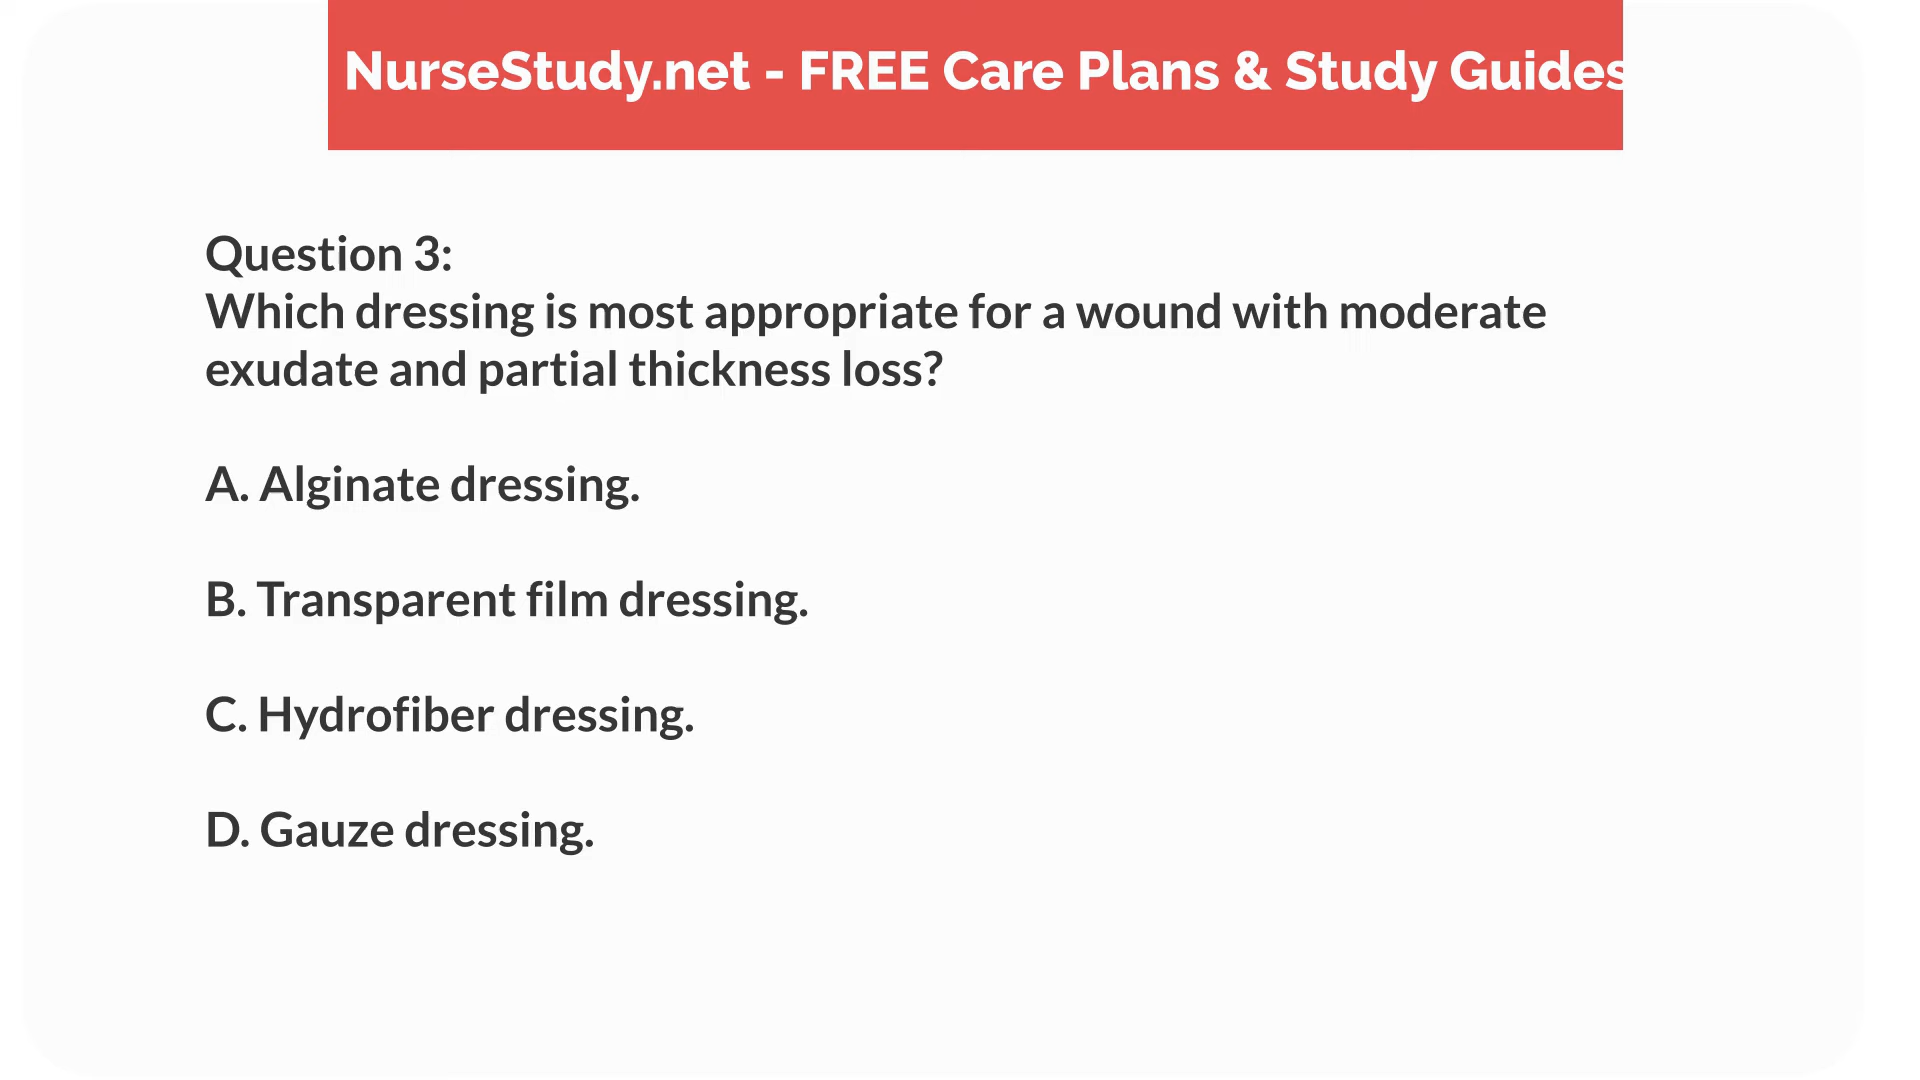 NurseStudy.net - FREE Care Plans & Study Guides
Question 3:
Which dressing is most appropriate for a wound with moderate
exudate and partial thickness loss?
A. Alginate dressing.
B. Transparent film dressing.
C. Hydrofiber dressing.
D. Gauze dressing.